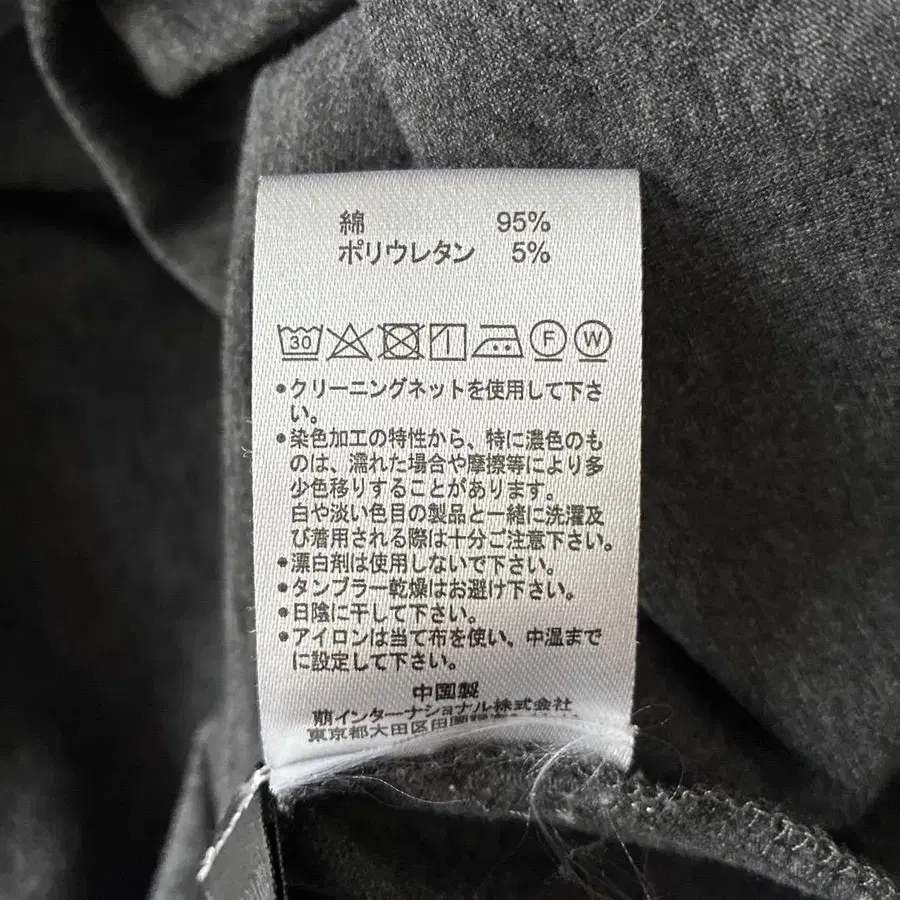 綿 95%
ポリウレタン 5%
30 F W
•クリーニングネットを使用して下さ
い。
•染色加工の特性から、特に濃色のも
のは、濡れた場合や摩擦等により多
少色移りすることがあります。
白や淡い色目の製品と一緒に洗濯及
び着用される際は十分ご注意下さい。
•漂白剤は使用しないで下さい。
•タンブラー乾燥はお避け下さい。
•日陰に干して下さい。
•アイロンは当て布を使い、中温まで
に設定して下さい。
中国製
インターナショナル株式会社
東京都大田区田園調布